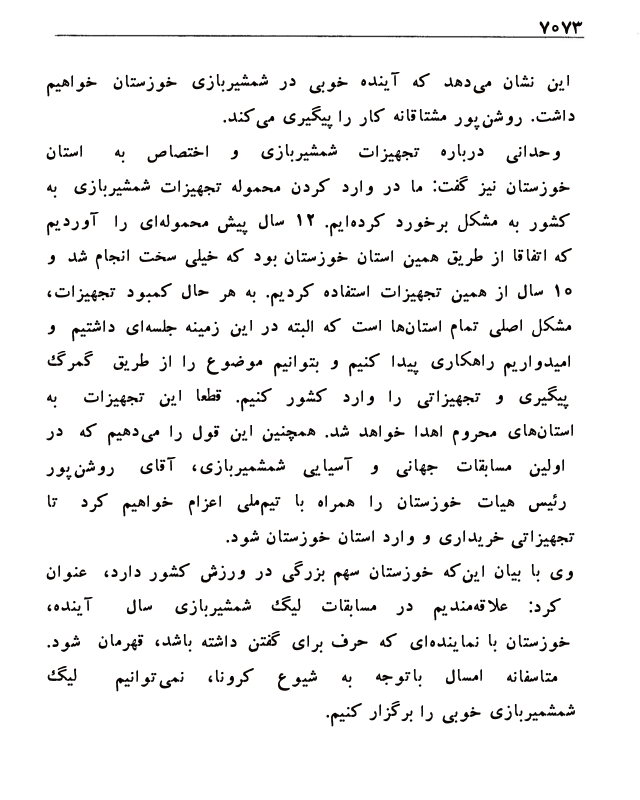 ۷۰۷۳
این نشان می‌دهد که آینده خوبی در شمشیربازی خوزستان خواهیم
داشت. روشن‌پور مشتاقانه کار را پیگیری می‌کند.
وحدانی درباره تجهیزات شمشیربازی و اختصاص به استان
خوزستان نیز گفت: ما در وارد کردن محموله تجهیزات شمشیربازی به
کشور به مشکل برخورد کرده‌ایم. ۱۲ سال پیش محموله‌ای را آوردیم
که اتفاقا از طریق همین استان خوزستان بود که خیلی سخت انجام شد و
۱۰ سال از همین تجهیزات استفاده کردیم. به هر حال کمبود تجهیزات،
مشکل اصلی تمام استان‌ها است که البته در این زمینه جلسه‌ای داشتیم و
امیدواریم راهکاری پیدا کنیم و بتوانیم موضوع را از طریق گمرگ
پیگیری و تجهیزاتی را وارد کشور کنیم. قطعا این تجهیزات به
استان‌های محروم اهدا خواهد شد. همچنین این قول را می‌دهیم که در
اولین مسابقات جهانی و آسیایی شمشمیربازی، آقای روشن‌پور
رئیس هیات خوزستان را همراه با تیم‌ملی اعزام خواهیم کرد تا
تجهیزاتی خریداری و وارد استان خوزستان شود.
وی با بیان این‌که خوزستان سهم بزرگی در ورزش کشور دارد، عنوان
کرد: علاقه‌مندیم در مسابقات لیگ شمشیربازی سال آینده،
خوزستان با نماینده‌ای که حرف برای گفتن داشته باشد، قهرمان شود.
متاسفانه امسال باتوجه به شیوع کرونا، نمی‌توانیم لیگ
شمشمیربازی خوبی را برگزار کنیم.